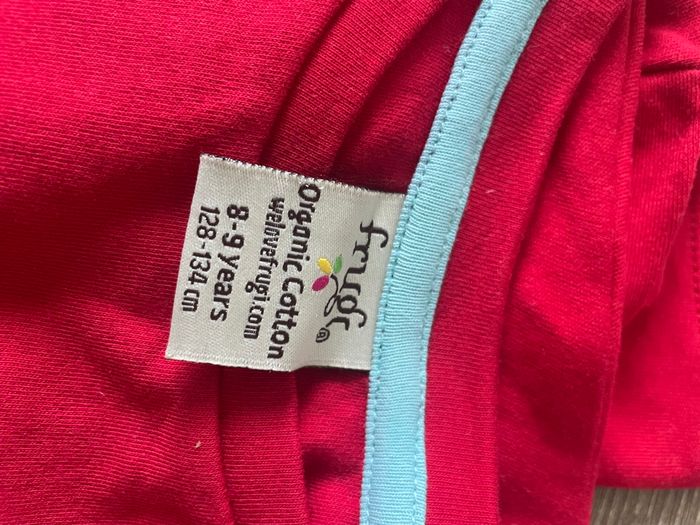 frugi®
Organic Cotton
welovefrugi.com
8-9 years
128-134 cm